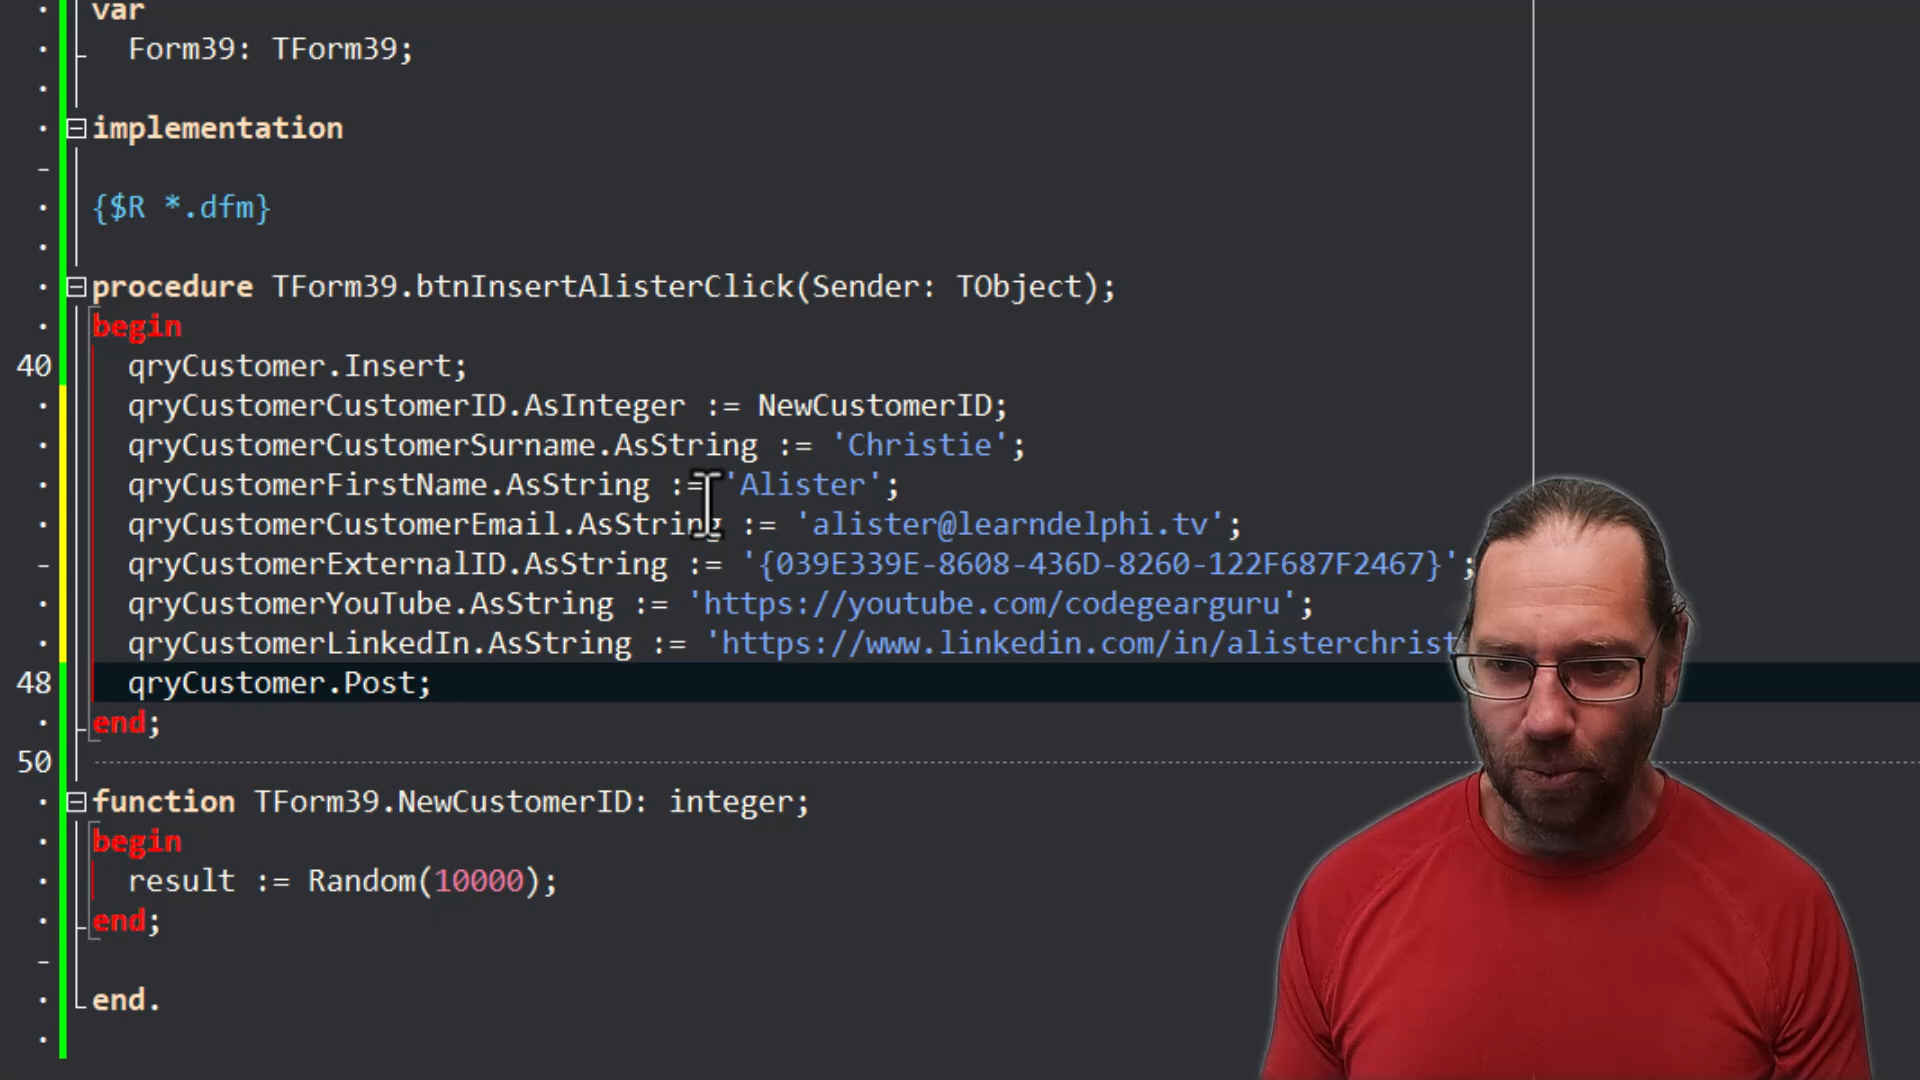 var
Form39: TForm39;
implementation
{$R *.dfm}
procedure TForm39.btnInsertAlisterClick(Sender: TObject);
begin
40 qryCustomer.Insert;
qryCustomerCustomerID.AsInteger := NewCustomerID;
qryCustomerCustomerSurname.AsString := 'Christie';
qryCustomerFirstName.AsString := 'Alister';
qryCustomerCustomerEmail.AsString := 'alister@learndelphi.tv';
qryCustomerExternalID.AsString := '{039E339E-8608-436D-8260-122F687F2467}';
qryCustomerYouTube.AsString := 'https://youtube.com/codegearguru';
qryCustomerLinkedIn.AsString := 'https://www.linkedin.com/in/alisterchrist
48 qryCustomer.Post;
end;
50
function TForm39.NewCustomerID: integer;
begin
result := Random(10000);
end;
end.